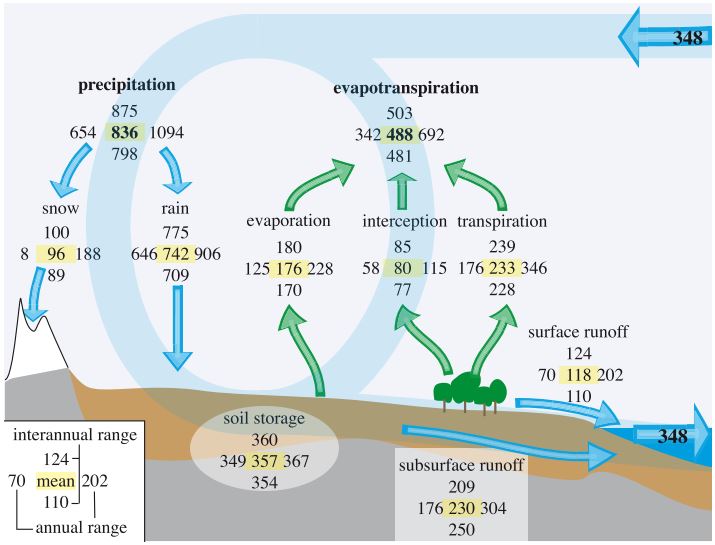 348
precipitation
875
654 836 1094
798
evapotranspiration
503
342 488 692
481
snow
100
8 96 188
89
rain
775
646 742 906
709
evaporation
180
125 176 228
170
interception
85
58 80 115
77
transpiration
239
176 233 346
228
surface runoff
124
70 118 202
110
348
soil storage
360
349 357 367
354
subsurface runoff
209
176 230 304
250
interannual range
124
70 mean 202
110
annual range